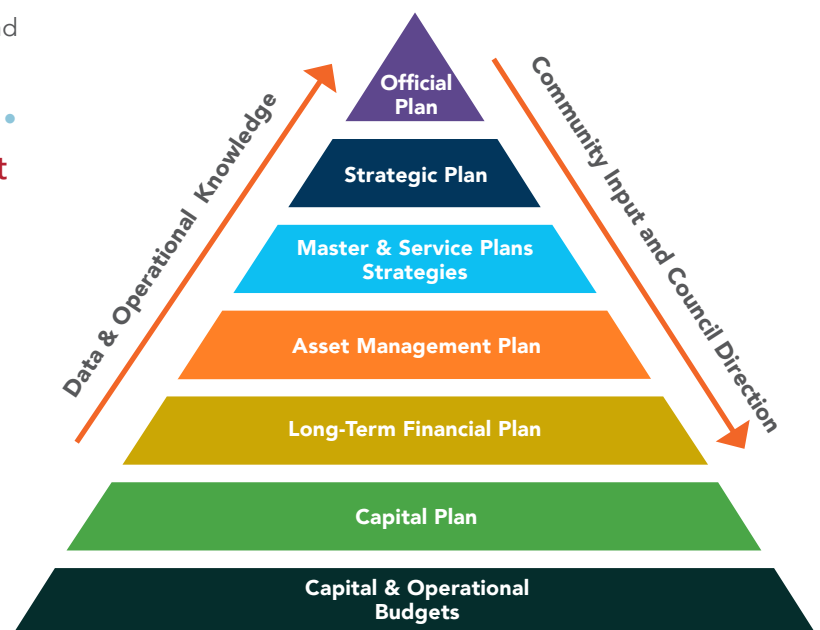 Official
Plan
Strategic Plan
Master & Service Plans
Strategies
Asset Management Plan
Long-Term Financial Plan
Capital Plan
Capital & Operational
Budgets
Data & Operational Knowledge
Community Input and Council Direction